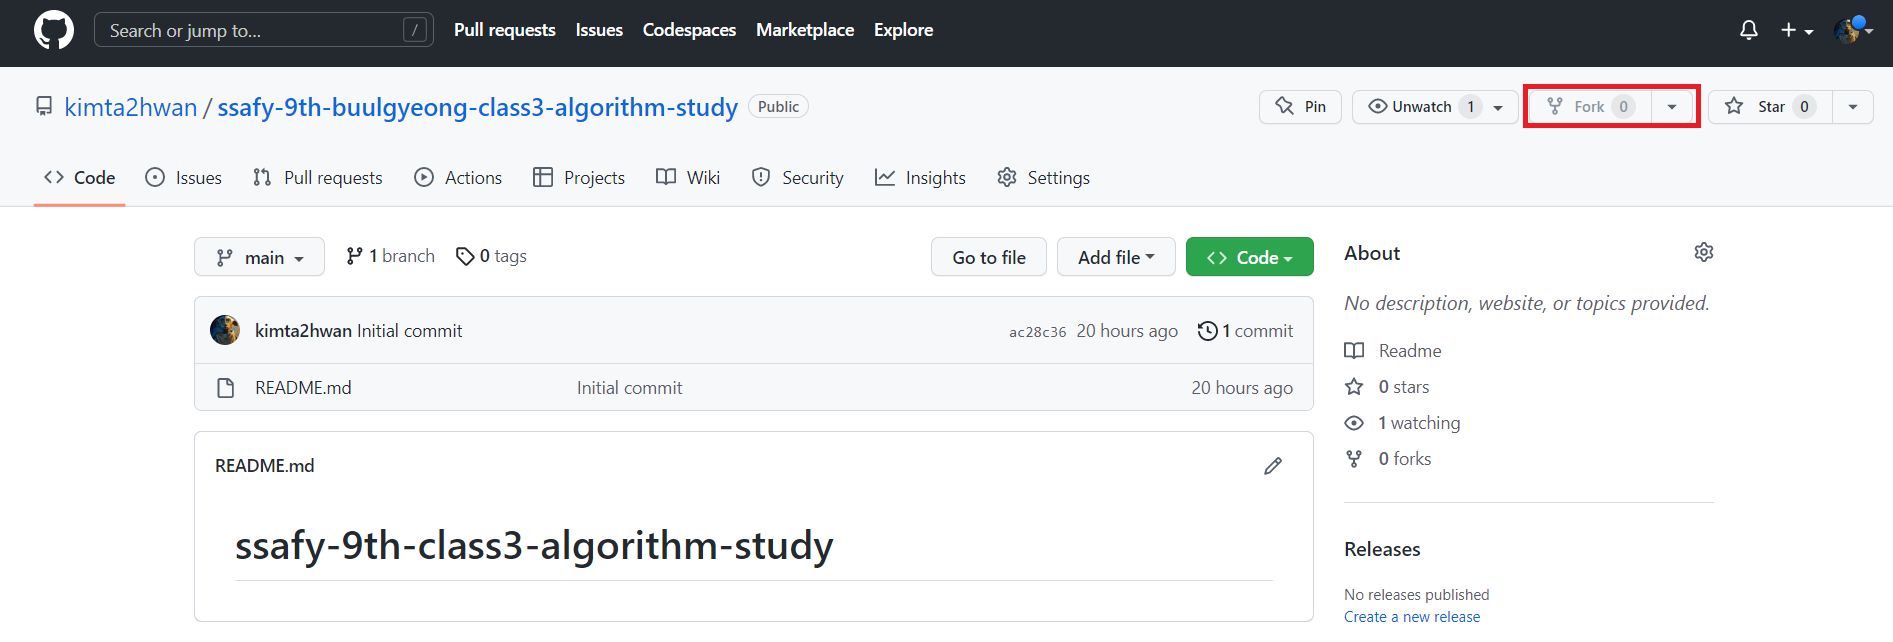 Search or jump to... / Pull requests Issues Codespaces Marketplace Explore
kimta2hwan / ssafy-9th-buulgyeong-class3-algorithm-study Public Pin Unwatch 1 Fork 0 Star 0
Code Issues Pull requests Actions Projects Wiki Security Insights Settings
main 1 branch 0 tags Go to file Add file Code
kimta2hwan Initial commit ac28c36 20 hours ago 1 commit
README.md Initial commit 20 hours ago
README.md
ssafy-9th-class3-algorithm-study
About
No description, website, or topics provided.
Readme
0 stars
1 watching
0 forks
Releases
No releases published
Create a new release